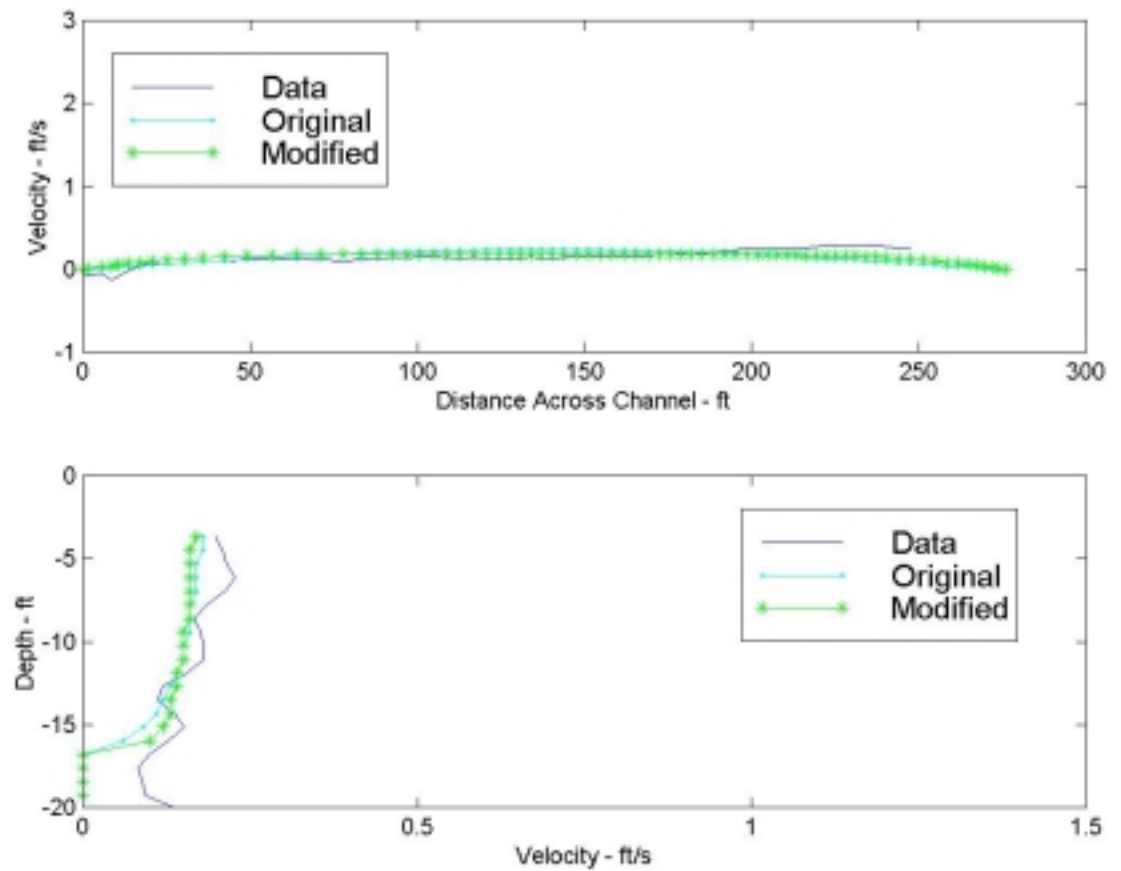 3
2
1
0
-1
Velocity - ft/s
Data
Original
Modified
0 50 100 150 200 250 300
Distance Across Channel - ft
0
-5
-10
-15
-20
Depth - ft
Data
Original
Modified
0 0.5 1 1.5
Velocity - ft/s